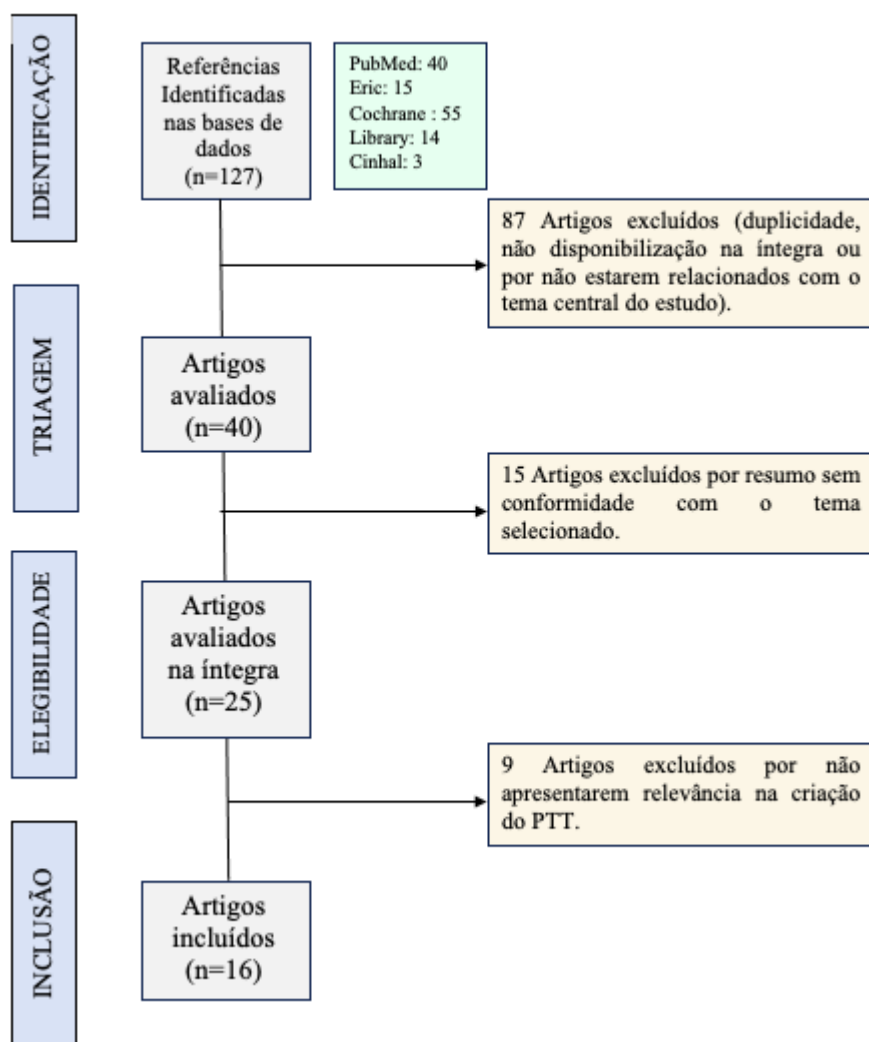 IDENTIFICAÇÃO
Referências
Identificadas
nas bases de
dados
(n=127)
PubMed: 40
Eric: 15
Cochrane : 55
Library: 14
Cinhal: 3
87 Artigos excluídos (duplicidade,
não disponibilização na íntegra ou
por não estarem relacionados com o
tema central do estudo).
TRIAGEM
Artigos
avaliados
(n=40)
15 Artigos excluídos por resumo sem
conformidade com o tema
selecionado.
ELEGIBILIDADE
Artigos
avaliados
na íntegra
(n=25)
9 Artigos excluídos por não
apresentarem relevância na criação
do PTT.
INCLUSÃO
Artigos
incluídos
(n=16)